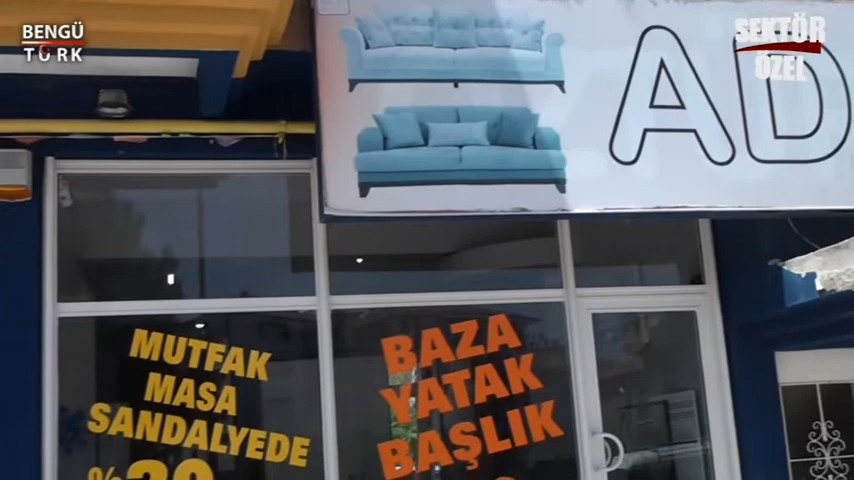 BENGÜ
TÜRK
SEKTÖR
ÖZEL
AD
MUTFAK
MASA
SANDALYEDE
BAZA
YATAK
BAŞLIK